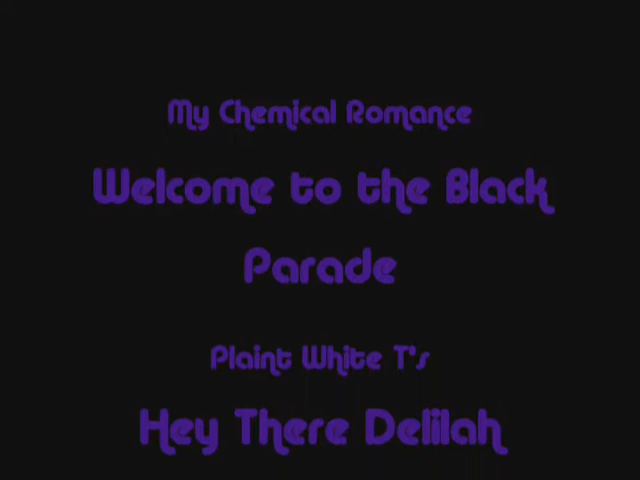 My Chemical Romance
Welcome to the Black
Parade
Plaint White T's
Hey There Delilah